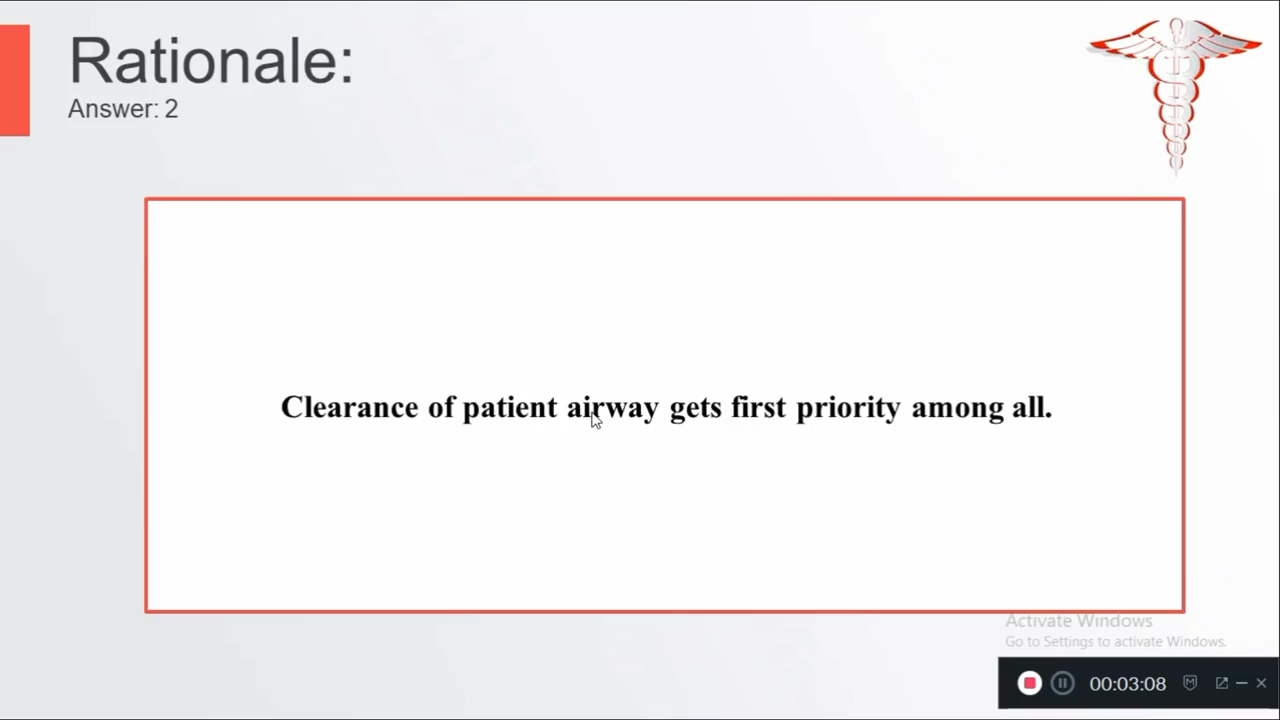 Rationale:
Answer: 2
Clearance of patient airway gets first priority among all.
Activate Windows
Go to Settings to activate Windows.
00:03:08